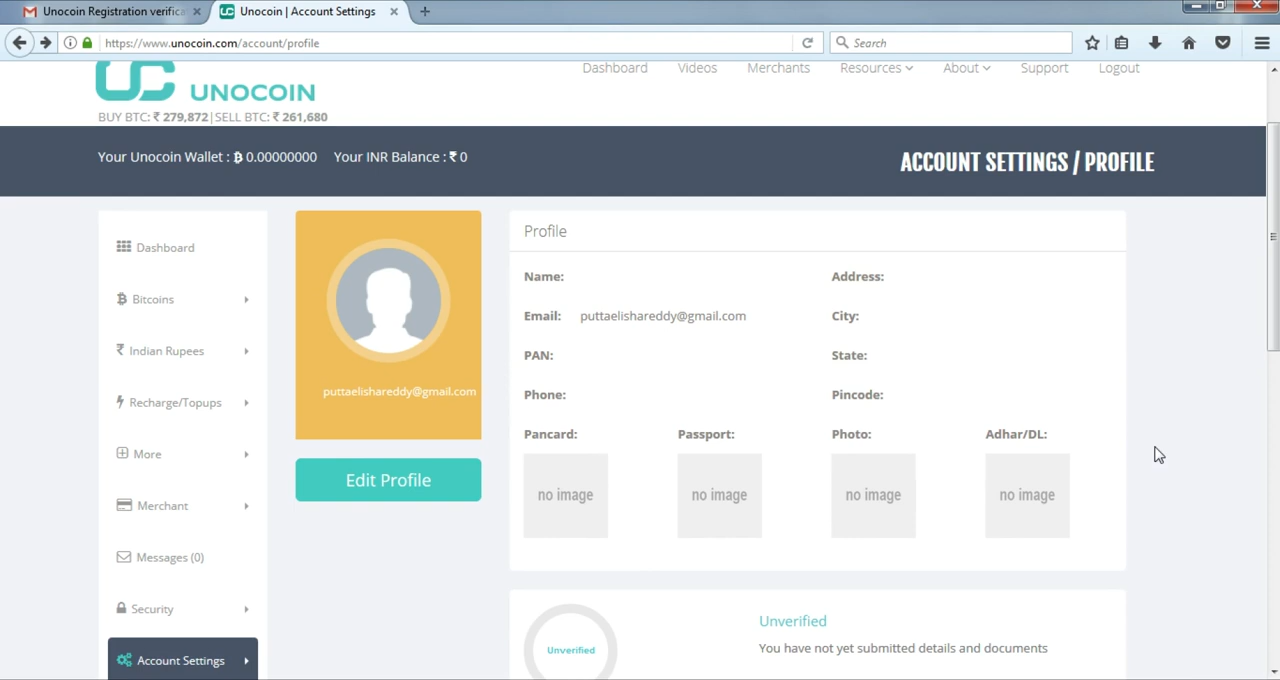 Unocoin Registration verifica
Unocoin | Account Settings
https://www.unocoin.com/account/profile
Search
UC UNOCOIN
Dashboard Videos Merchants Resources About Support Logout
BUY BTC: ₹ 279,872|SELL BTC: ₹ 261,680
Your Unocoin Wallet : ฿ 0.00000000 Your INR Balance : ₹ 0
ACCOUNT SETTINGS / PROFILE
Dashboard
Bitcoins
Indian Rupees
Recharge/Topups
More
Merchant
Messages (0)
Security
Account Settings
puttaelishareddy@gmail.com
Edit Profile
Profile
Name: Address:
Email: puttaelishareddy@gmail.com City:
PAN: State:
Phone: Pincode:
Pancard: Passport: Photo: Adhar/DL:
no image no image no image no image
Unverified
Unverified
You have not yet submitted details and documents